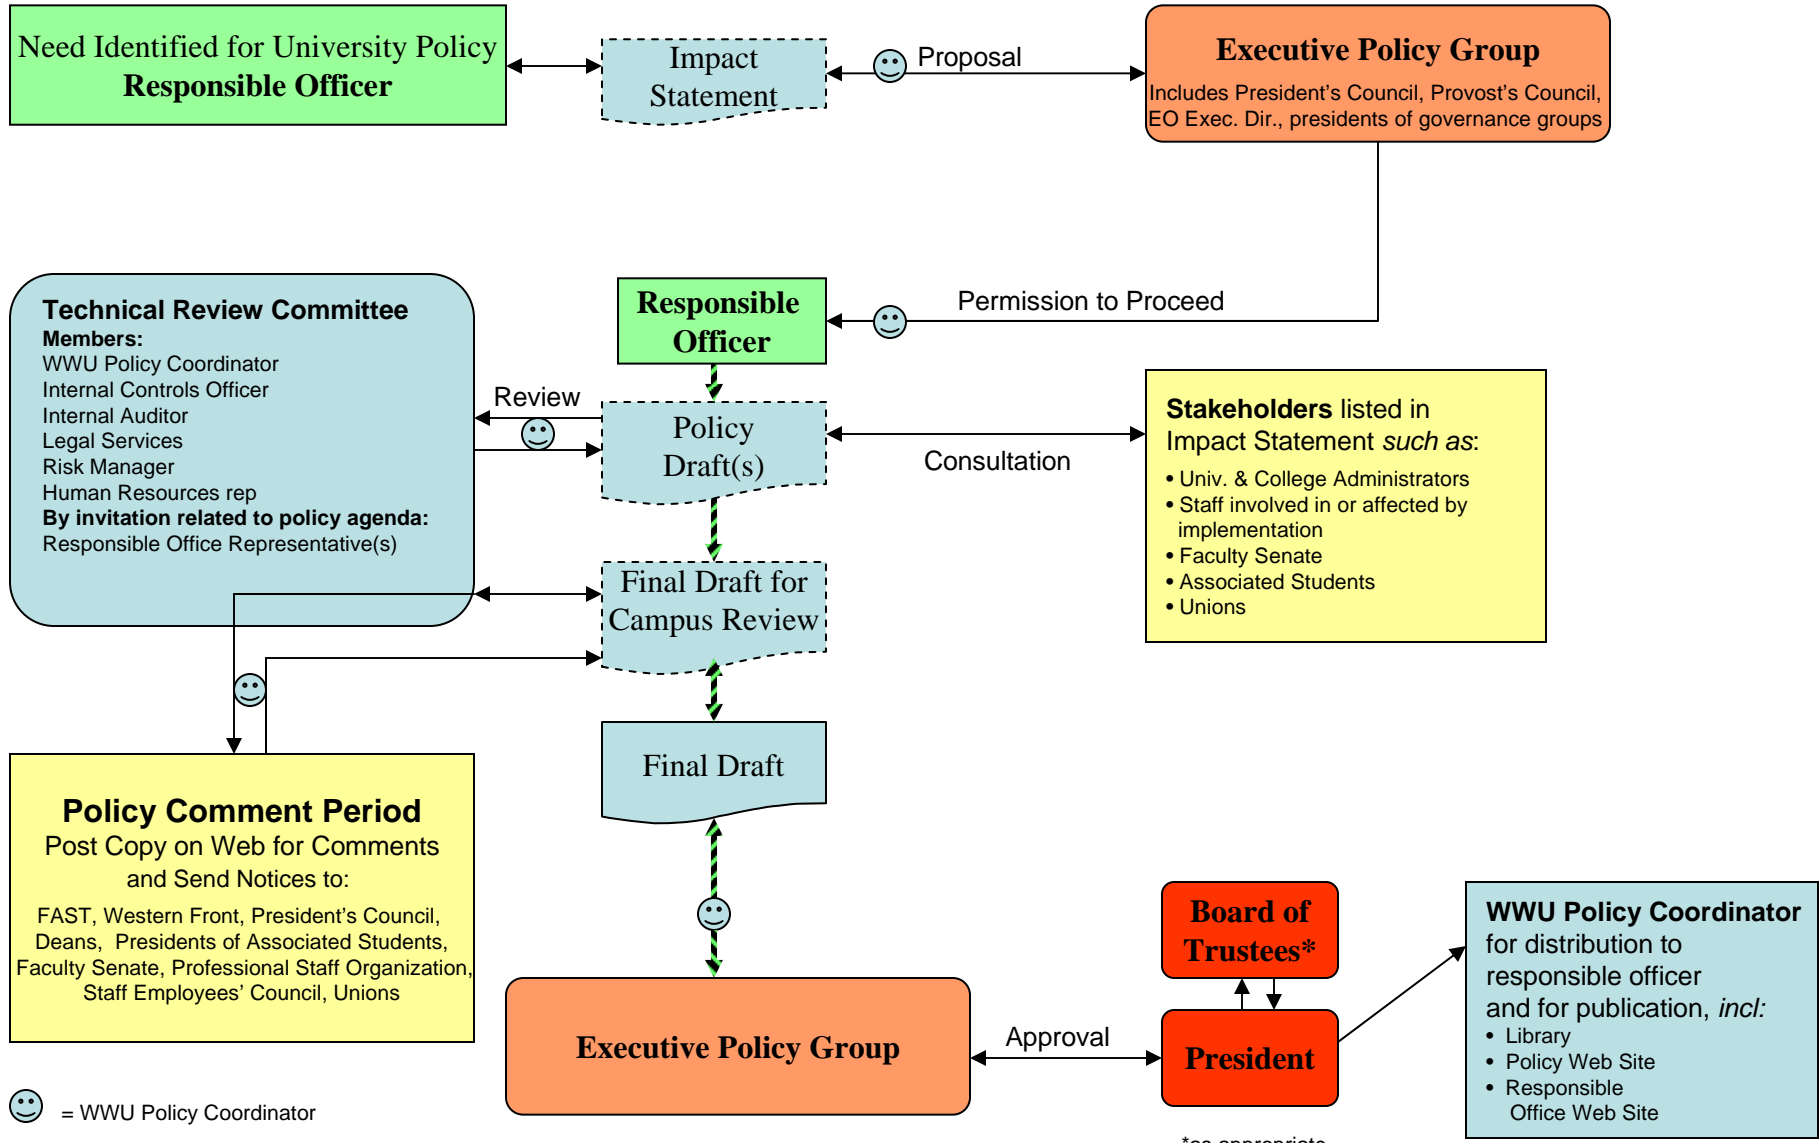 Need Identified for University Policy
Responsible Officer
Impact
Statement
Proposal
Executive Policy Group
Includes President's Council, Provost's Council,
EO Exec. Dir., presidents of governance groups
Technical Review Committee
Members:
WWU Policy Coordinator
Internal Controls Officer
Internal Auditor
Legal Services
Risk Manager
Human Resources rep
By invitation related to policy agenda:
Responsible Office Representative(s)
Responsible
Officer
Permission to Proceed
Review
Policy
Draft(s)
Consultation
Stakeholders listed in
Impact Statement such as:
• Univ. & College Administrators
• Staff involved in or affected by
implementation
• Faculty Senate
• Associated Students
• Unions
Final Draft for
Campus Review
Final Draft
Policy Comment Period
Post Copy on Web for Comments
and Send Notices to:
FAST, Western Front, President's Council,
Deans, Presidents of Associated Students,
Faculty Senate, Professional Staff Organization,
Staff Employees' Council, Unions
Executive Policy Group
Approval
Board of
Trustees*
President
WWU Policy Coordinator
for distribution to
responsible officer
and for publication, incl:
• Library
• Policy Web Site
• Responsible
Office Web Site
= WWU Policy Coordinator
*as appropriate